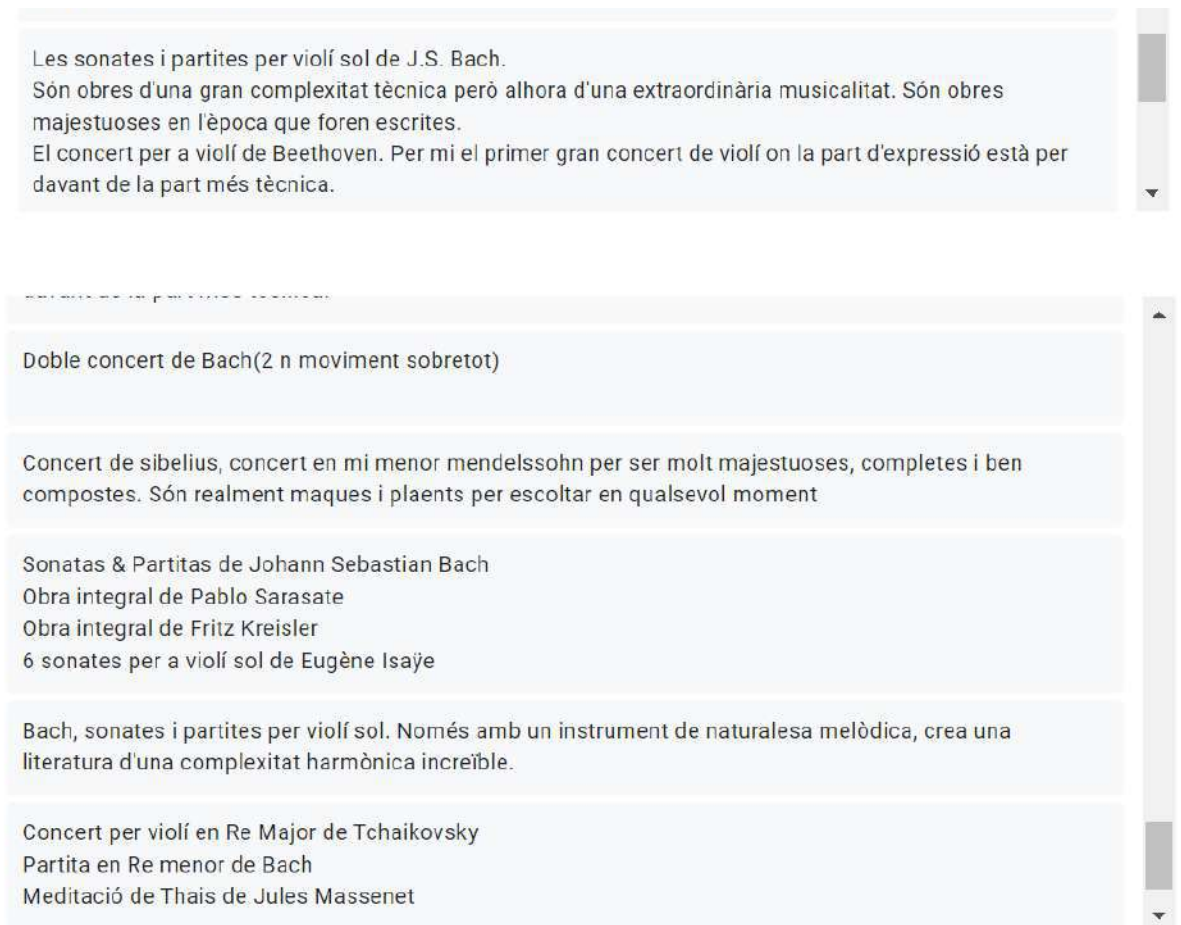 Les sonates i partites per violí sol de J.S. Bach.
Són obres d'una gran complexitat tècnica però alhora d'una extraordinària musicalitat. Són obres
majestuoses en l'època que foren escrites.
El concert per a violí de Beethoven. Per mi el primer gran concert de violí on la part d'expressió està per
davant de la part més tècnica.
Doble concert de Bach(2 n moviment sobretot)
Concert de sibelius, concert en mi menor mendelssohn per ser molt majestuoses, completes i ben
compostes. Són realment maques i plaents per escoltar en qualsevol moment
Sonatas & Partitas de Johann Sebastian Bach
Obra integral de Pablo Sarasate
Obra integral de Fritz Kreisler
6 sonates per a violí sol de Eugène Isaÿe
Bach, sonates i partites per violí sol. Només amb un instrument de naturalesa melòdica, crea una
literatura d'una complexitat harmònica increïble.
Concert per violí en Re Major de Tchaikovsky
Partita en Re menor de Bach
Meditació de Thais de Jules Massenet